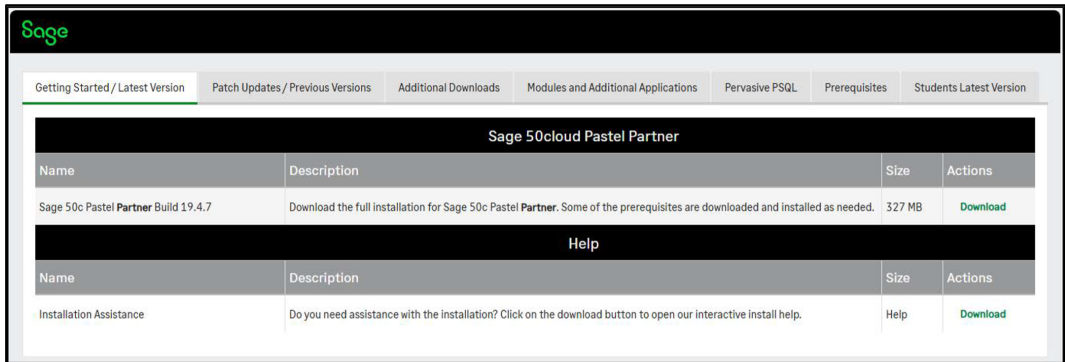 Sage
Getting Started / Latest Version Patch Updates / Previous Versions Additional Downloads Modules and Additional Applications Pervasive PSQL Prerequisites Students Latest Version
Sage 50cloud Pastel Partner
Name Description Size Actions
Sage 50c Pastel Partner Build 19.4.7 Download the full installation for Sage 50c Pastel Partner. Some of the prerequisites are downloaded and installed as needed. 327 MB Download
Help
Name Description Size Actions
Installation Assistance Do you need assistance with the installation? Click on the download button to open our interactive install help. Help Download